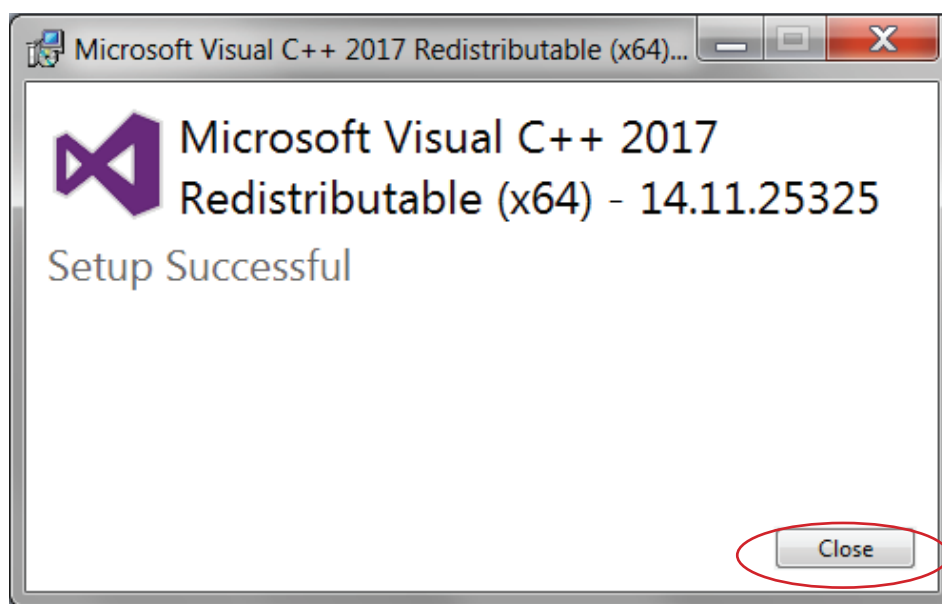 Microsoft Visual C++ 2017 Redistributable (x64)...
Microsoft Visual C++ 2017
Redistributable (x64) - 14.11.25325
Setup Successful
Close